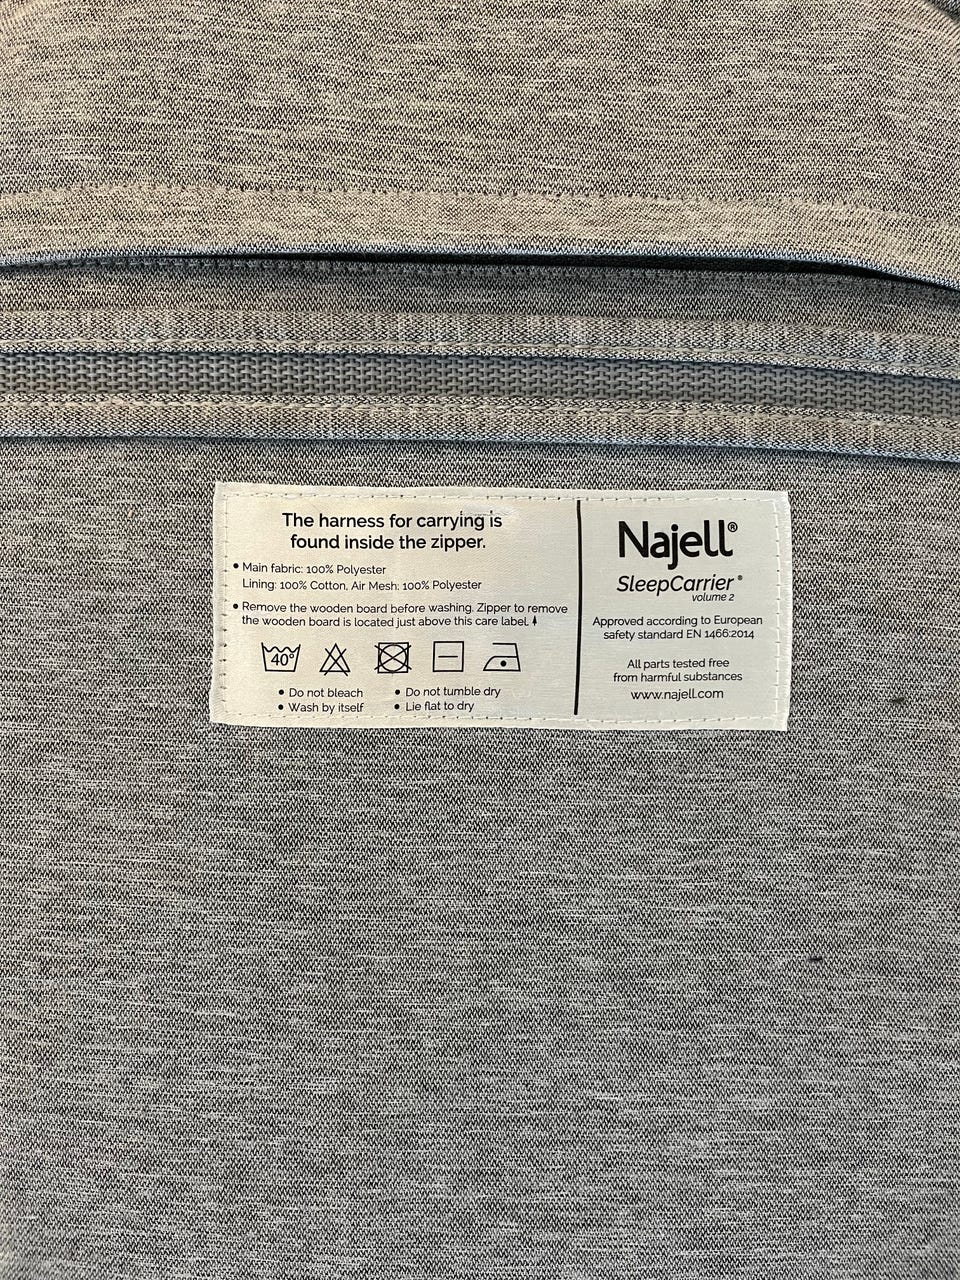 The harness for carrying is
found inside the zipper.
• Main fabric: 100% Polyester
Lining: 100% Cotton, Air Mesh: 100% Polyester
• Remove the wooden board before washing. Zipper to remove
the wooden board is located just above this care label.
40°
• Do not bleach
• Wash by itself
• Do not tumble dry
• Lie flat to dry
Najell®
SleepCarrier®
volume 2
Approved according to European
safety standard EN 1466:2014
All parts tested free
from harmful substances
www.najell.com